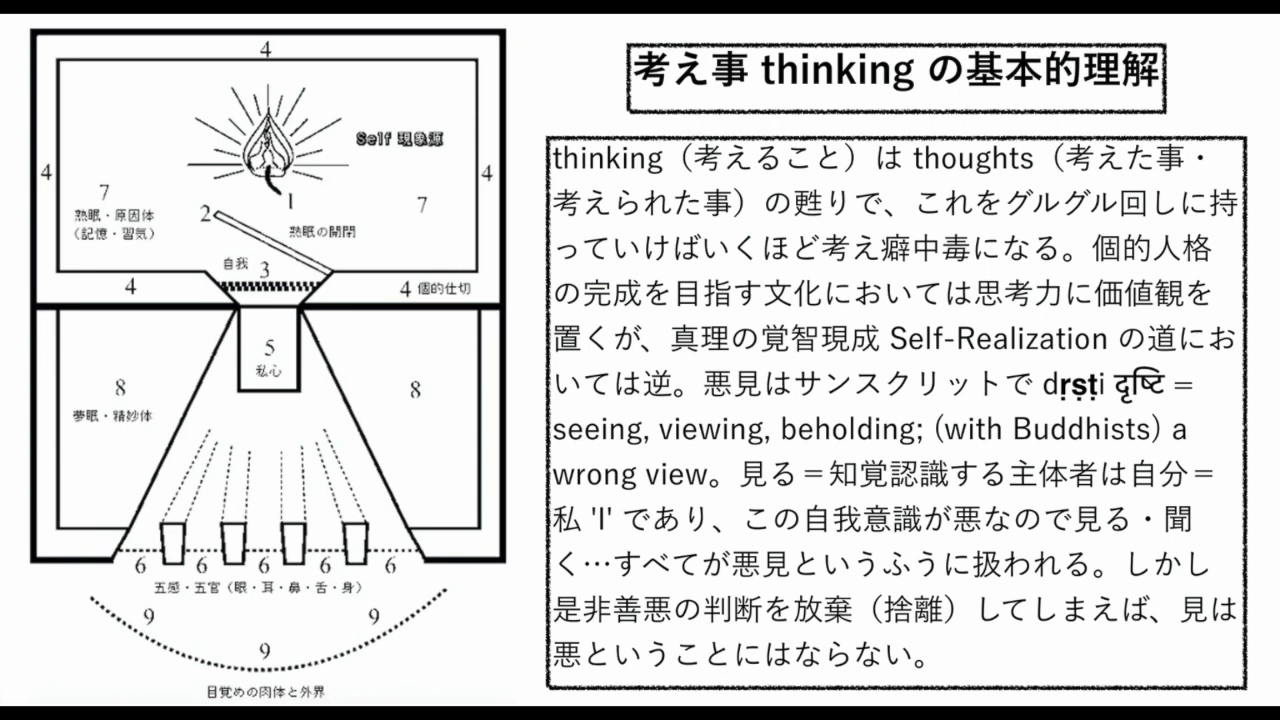 4
Self 現象源
4
4
7
熟眠・原因体
(記憶・習気)
1
2
7
熟眠の開閉
自我
3
4
4 個的仕切
5
私心
8
夢眠・精妙体
8
6 6 6 6 6
五感・五官(眼・耳・鼻・舌・身)
9
9
9
目覚めの肉体と外界
考え事 thinking の基本的理解
thinking(考えること)は thoughts(考えた事・
考えられた事)の甦りで、これをグルグル回しに持
っていけばいくほど考え癖中毒になる。個的人格
の完成を目指す文化においては思考力に価値観を
置くが、真理の覚智現成 Self-Realization の道にお
いては逆。悪見はサンスクリットで dṛṣṭi दृष्टि =
seeing, viewing, beholding; (with Buddhists) a
wrong view。見る=知覚認識する主体者は自分=
私 'I' であり、この自我意識が悪なので見る・聞
く…すべてが悪見というふうに扱われる。しかし
是非善悪の判断を放棄(捨離)してしまえば、見は
悪ということにはならない。